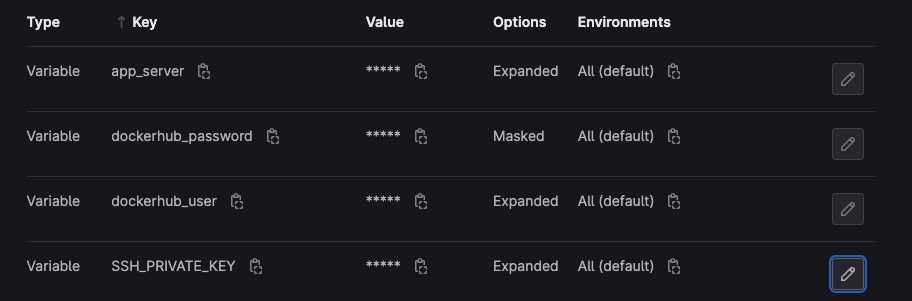 Type ↑ Key Value Options Environments
Variable app_server ***** Expanded All (default)
Variable dockerhub_password ***** Masked All (default)
Variable dockerhub_user ***** Expanded All (default)
Variable SSH_PRIVATE_KEY ***** Expanded All (default)